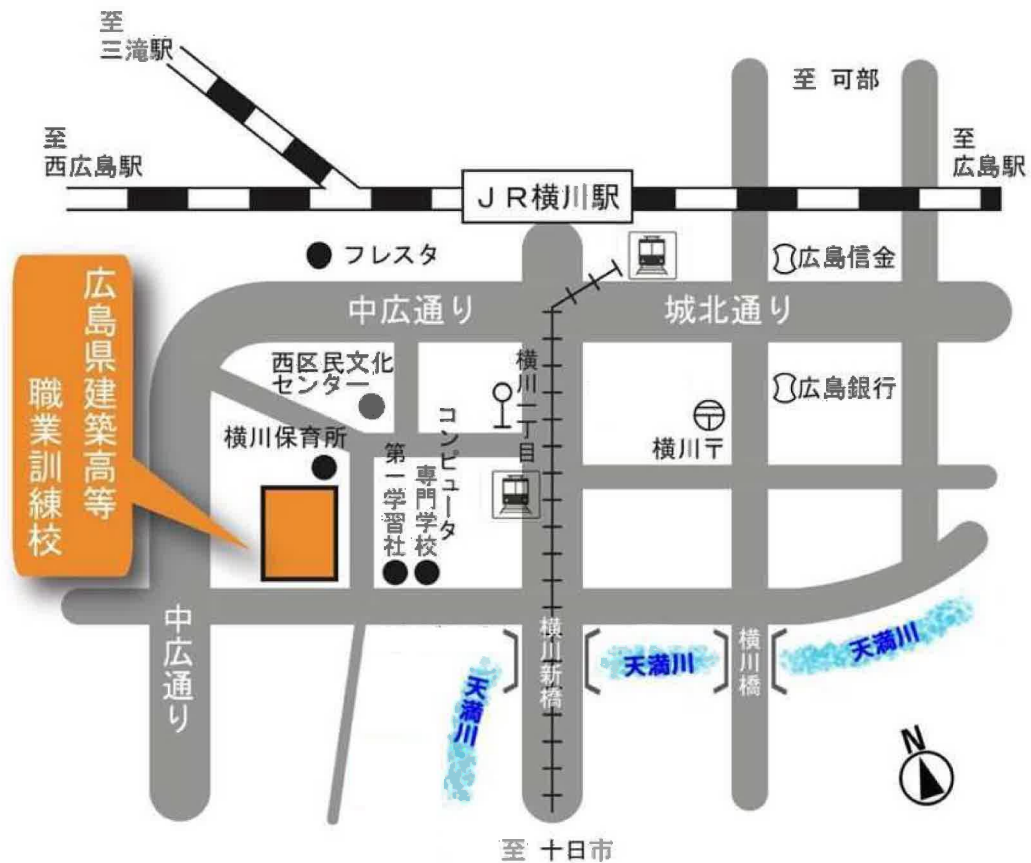 至
三滝駅
至 可部
至
西広島駅
至
広島駅
JR横川駅
フレスタ
広島信金
中広通り
城北通り
広島県建築高等
職業訓練校
西区民文化
センター
横川一丁目
広島銀行
横川〒
横川保育所
第一学習社
コンピュータ
専門学校
中広通り
横川新橋
横川橋
天満川
天満川
天満川
N
至 十日市